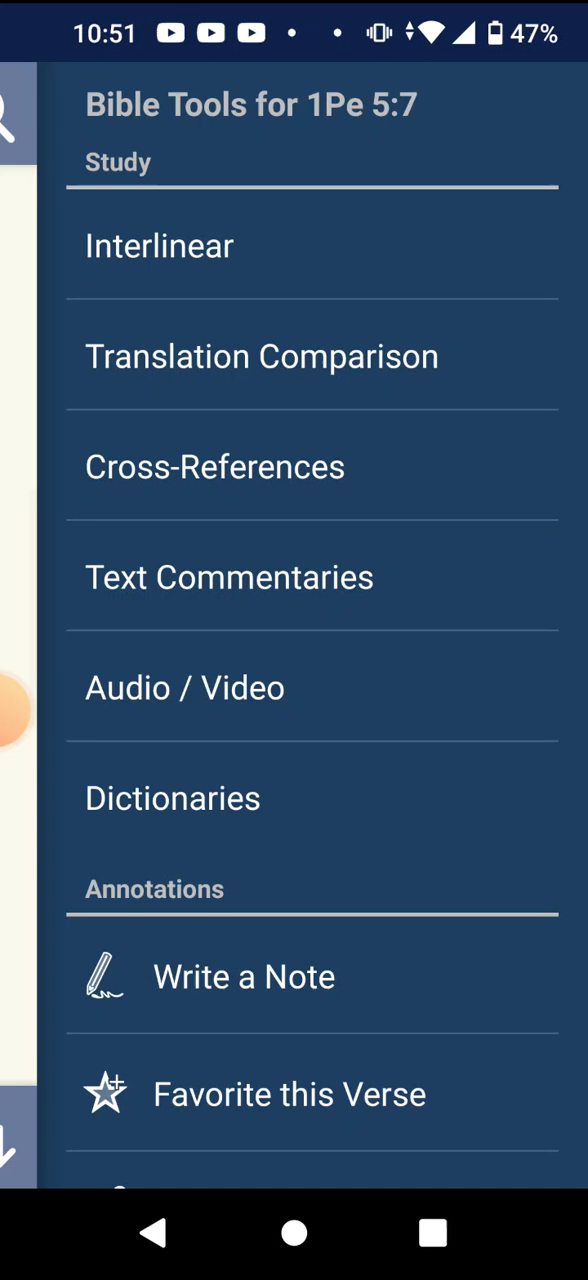 10:51 47%
Bible Tools for 1Pe 5:7
Study
Interlinear
Translation Comparison
Cross-References
Text Commentaries
Audio / Video
Dictionaries
Annotations
Write a Note
Favorite this Verse